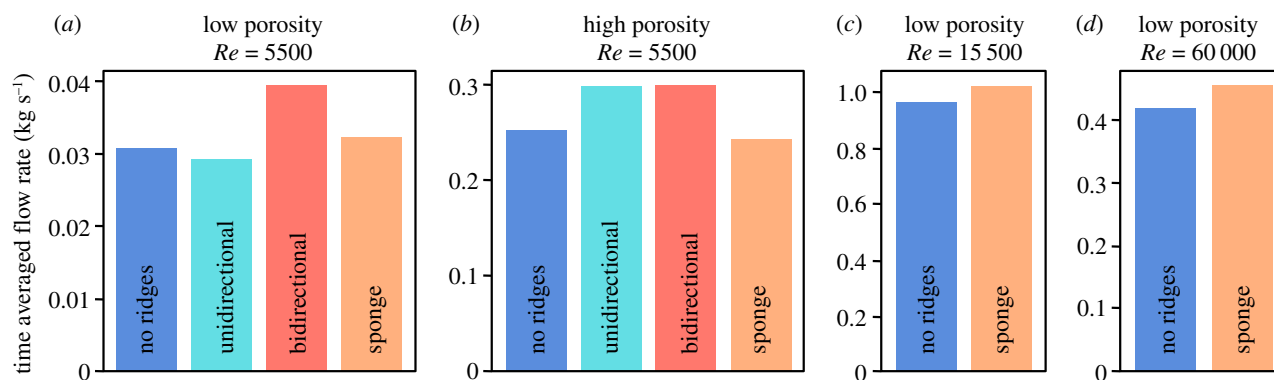 (a) low porosity
Re = 5500
(b) high porosity
Re = 5500
(c) low porosity
Re = 15 500
(d) low porosity
Re = 60 000
time averaged flow rate (kg s⁻¹)
0.04
0.03
0.02
0.01
0
no ridges
unidirectional
bidirectional
sponge
0.3
0.2
0.1
0
no ridges
unidirectional
bidirectional
sponge
1.0
0.8
0.6
0.4
0.2
0
no ridges
sponge
0.4
0.3
0.2
0.1
0
no ridges
sponge